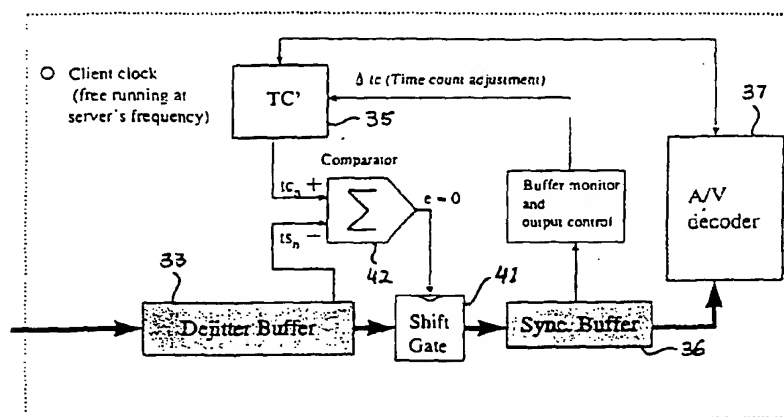 Client clock
(free running at
server's frequency)
TC'
35
Δ tc (Time count adjustment)
37
Comparator
tcₙ +
tsₙ −
Σ
e = 0
42
Buffer monitor
and
output control
A/V
decoder
33
Dejitter Buffer
41
Shift
Gate
Sync. Buffer
36